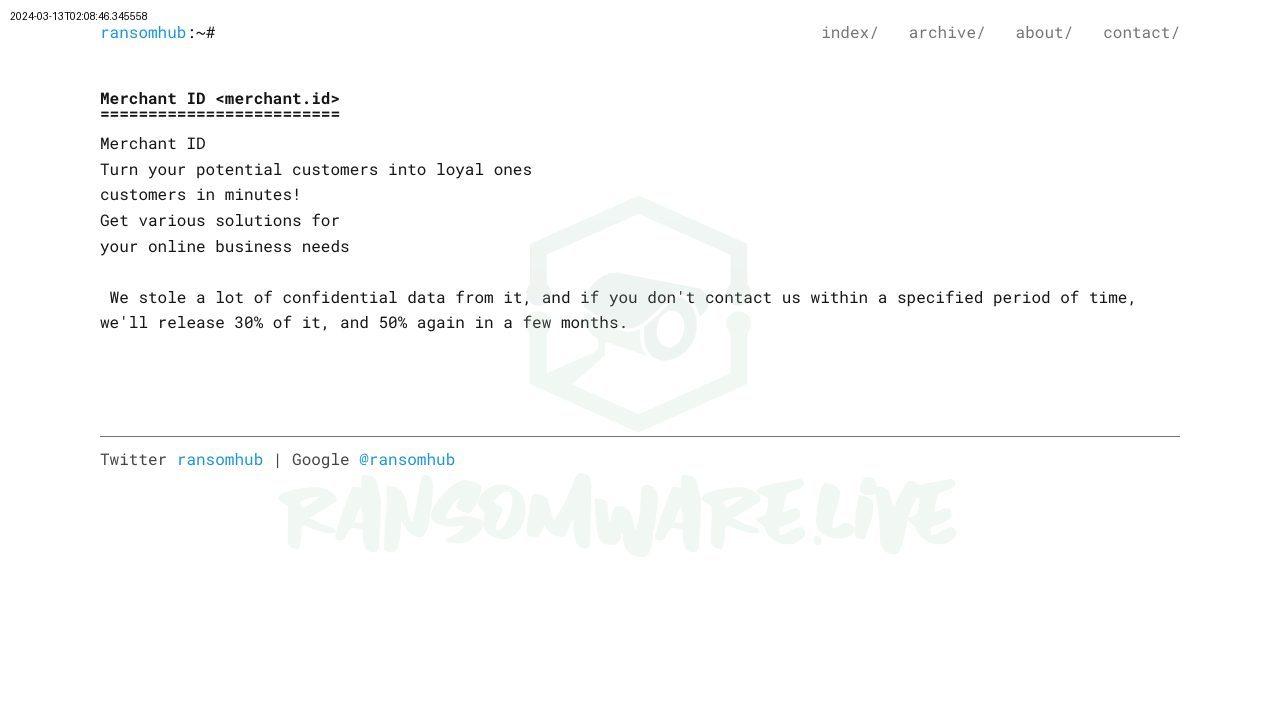 2024-03-13T02:08:46.345558
ransomhub:~# index/ archive/ about/ contact/
Merchant ID <merchant.id>
=========================
Merchant ID
Turn your potential customers into loyal ones
customers in minutes!
Get various solutions for
your online business needs
We stole a lot of confidential data from it, and if you don't contact us within a specified period of time,
we'll release 30% of it, and 50% again in a few months.
Twitter ransomhub | Google @ransomhub
RANSOMWARE.LIVE